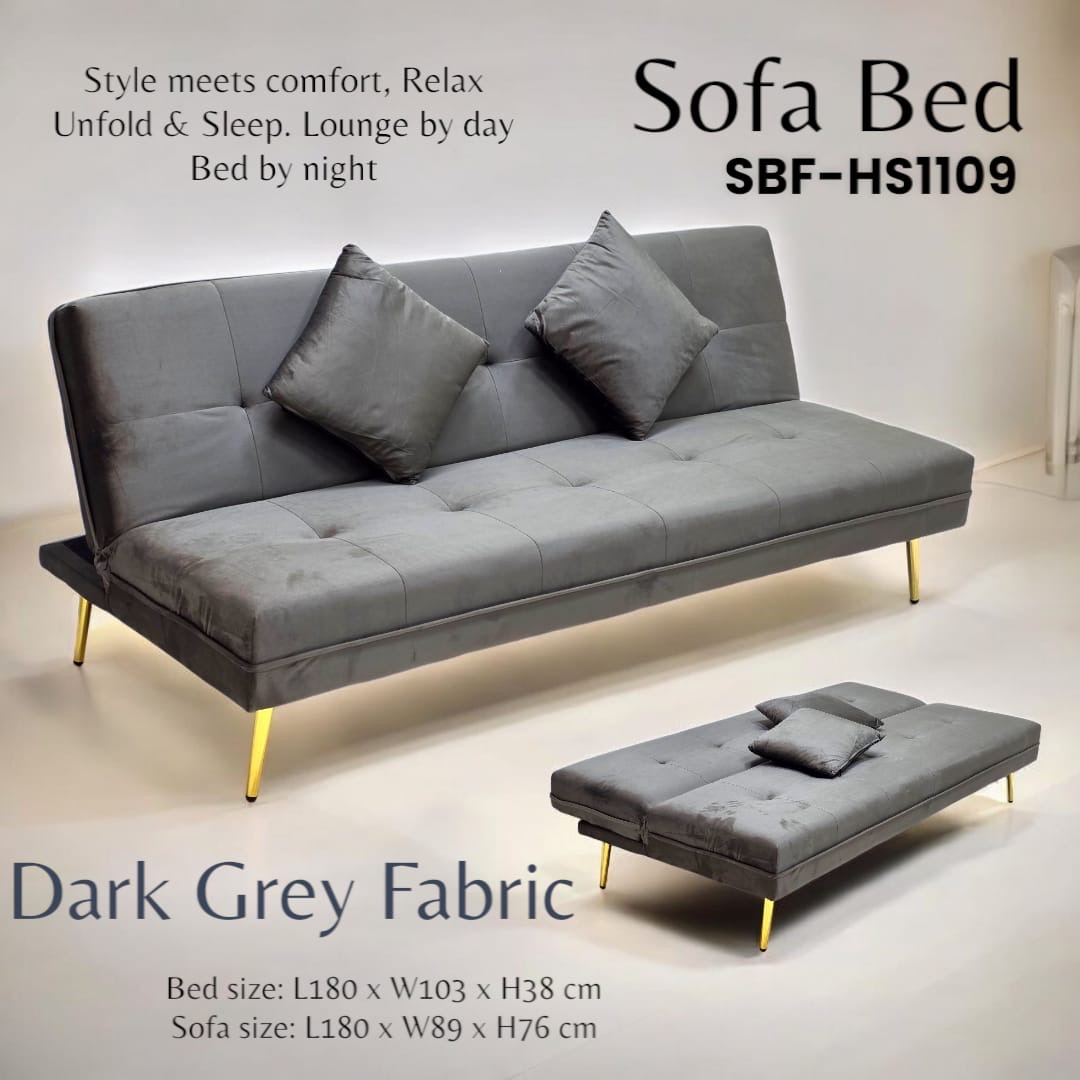 Style meets comfort, Relax
Unfold & Sleep. Lounge by day
Bed by night
Sofa Bed
SBF-HS1109
Dark Grey Fabric
Bed size: L180 x W103 x H38 cm
Sofa size: L180 x W89 x H76 cm